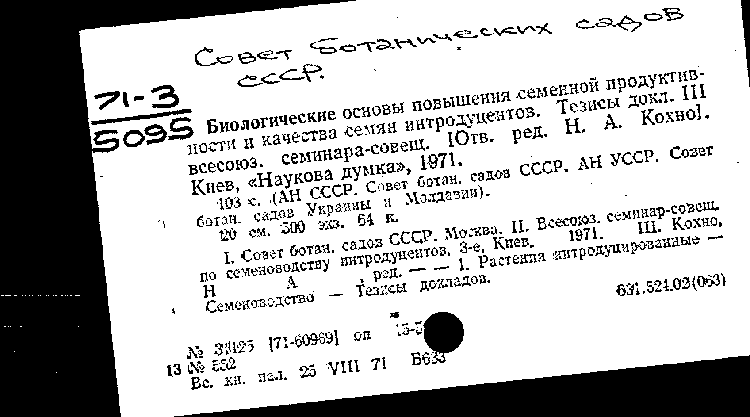 Совет ботанических садов
СССР.
71-3
5095
Биологические основы повышения семенной продуктив-
ности и качества семян интродуцентов. Тезисы докл. III
всесоюз. семинара-совещ. [Отв. ред. Н. А. Кохно].
Киев, «Наукова думка», 1971.
103 с. (АН СССР. Совет ботан. садов СССР. АН УССР. Совет
ботан. садов Украины и Молдавии).
20 см. 500 экз. 64 к.
I. Совет ботан. садов СССР. Москва. II. Всесоюз. семинар-совещ.
по семеноводству интродуцентов, 3-е, Киев. 1971. III. Кохно,
Н А , ред. — — 1. Растения интродуцированные —
Семеноводство — Тезисы докладов.
631.521.02(063)
№ [71-60969] оп
13 №
Вс. кн. пал. 25 VIII 71 Б633